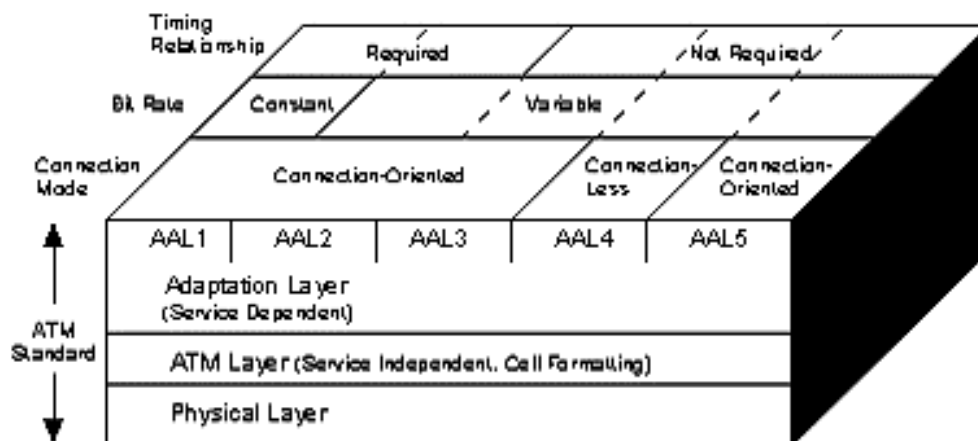 Timing
Relationship
Required
Not Required
Bit Rate
Constant
Variable
Connection
Mode
Connection-Oriented
Connection-
Less
Connection-
Oriented
AAL1
AAL2
AAL3
AAL4
AAL5
Adaptation Layer
(Service Dependent)
ATM
Standard
ATM Layer (Service Independent, Cell Formatting)
Physical Layer